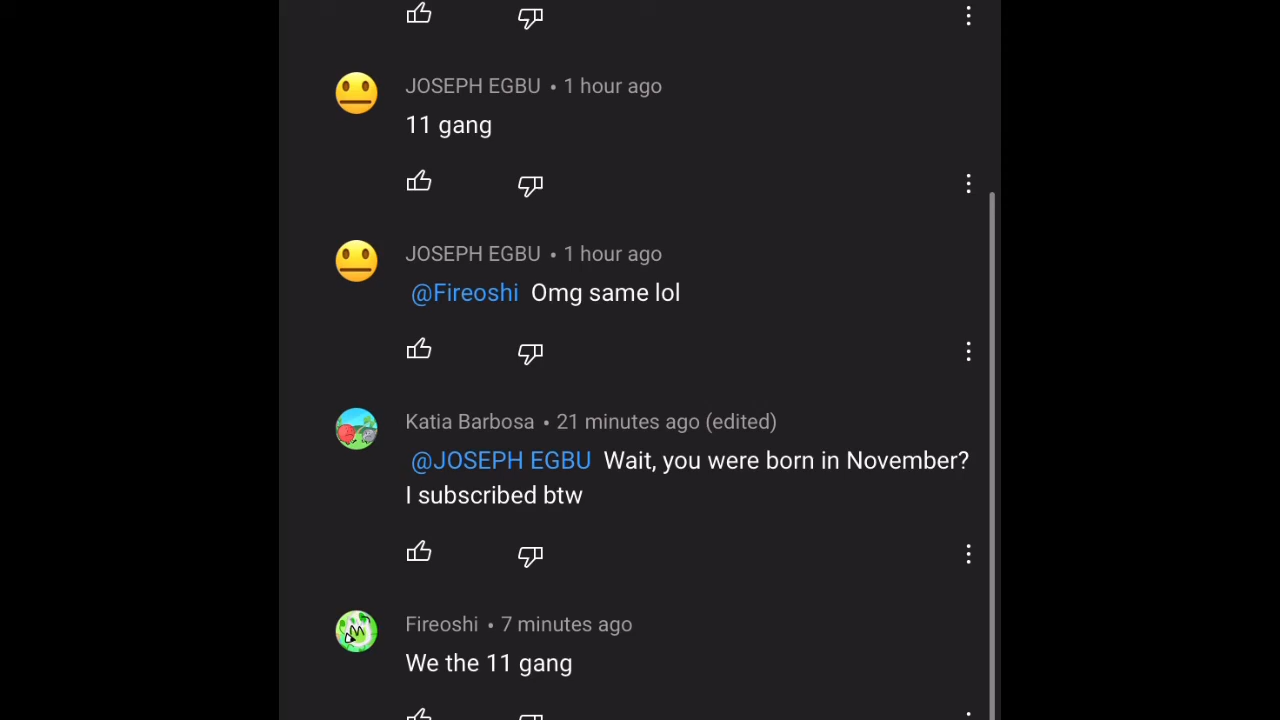 JOSEPH EGBU • 1 hour ago
11 gang
JOSEPH EGBU • 1 hour ago
@Fireoshi Omg same lol
Katia Barbosa • 21 minutes ago (edited)
@JOSEPH EGBU Wait, you were born in November?
I subscribed btw
Fireoshi • 7 minutes ago
We the 11 gang